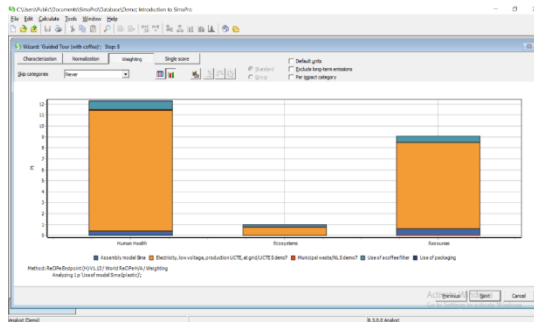 C:\Users\Public\Documents\SimaPro\Database\Demo; Introduction to SimaPro
File Edit Calculate Tools Window Help
Wizard: 'Guided Tour (with coffee)'; Step: 8
Characterization Normalization Weighting Single score
Skip categories Never
Standard
Group
Default units
Exclude long-term emissions
Per impact category
12
11
10
9
8
7
6
5
4
3
2
1
0
Pt
Human Health Ecosystems Resources
Assembly model Sima Electricity, low voltage, production UCTE, at grid/UCTE S demo? Municipal waste/NL S demo? Use of coffee filter Use of packaging
Method: ReCiPe Endpoint (H) V1.12/ World ReCiPe H/A/ Weighting
Analyzing 1 p 'Use of model Sima (plastic)';
Previous Next Cancel
Analyst (Demo)
8.3.0.0 Analyst